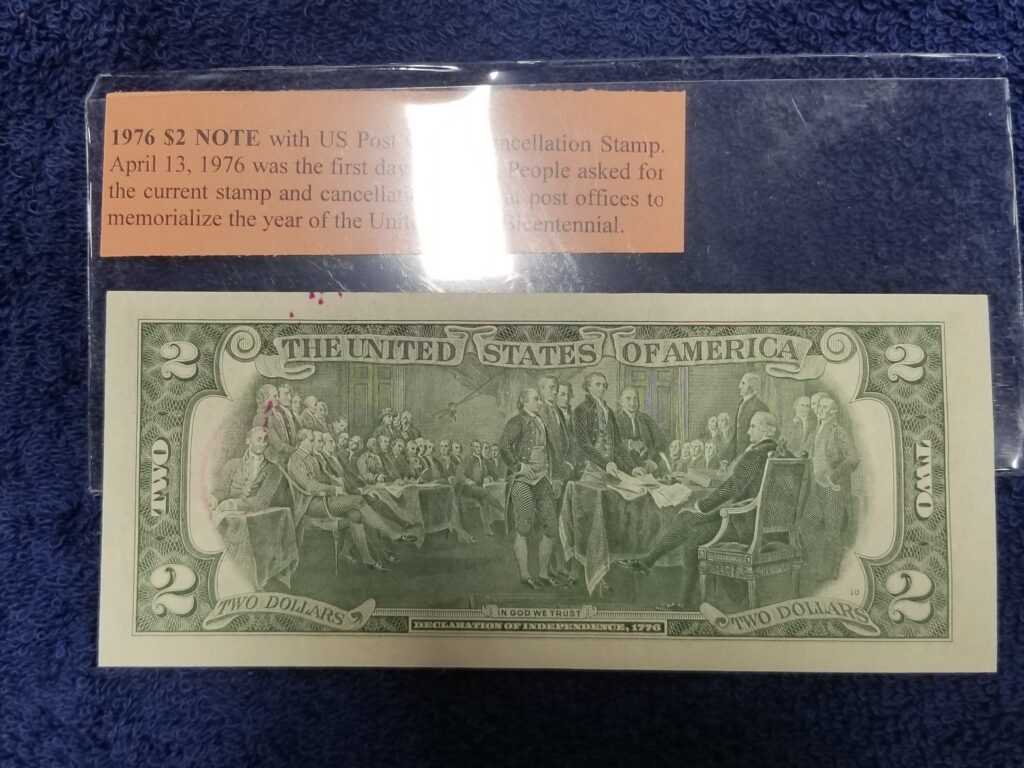 1976 $2 NOTE with US Post Cancellation Stamp.
April 13, 1976 was the first day People asked for
the current stamp and post offices to
memorialize the year of the Bicentennial.
2 THE UNITED STATES OF AMERICA 2
TWO TWO
2 TWO DOLLARS IN GOD WE TRUST TWO DOLLARS 2
10
DECLARATION OF INDEPENDENCE, 1776